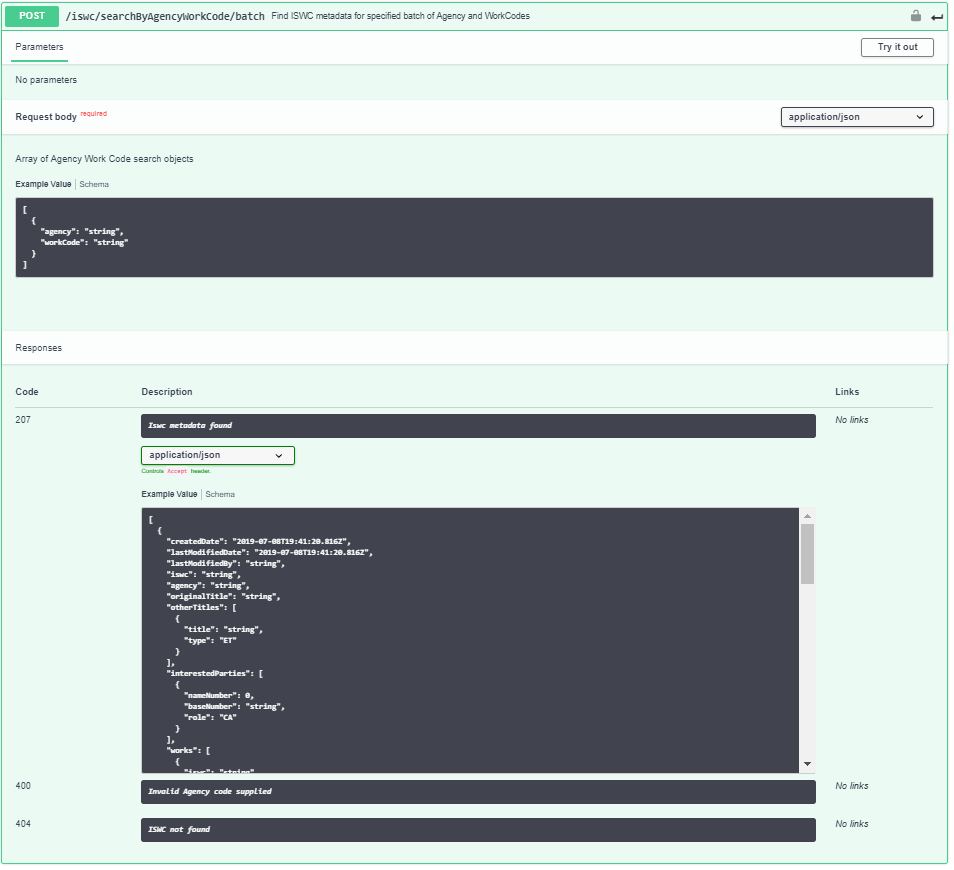 POST /iswc/searchByAgencyWorkCode/batch Find ISWC metadata for specified batch of Agency and WorkCodes
Parameters Try it out
No parameters
Request body required application/json
Array of Agency Work Code search objects
Example Value | Schema
[
{
"agency": "string",
"workCode": "string"
}
]
Responses
Code Description Links
207 Iswc metadata found No links
application/json
Controls Accept header.
Example Value | Schema
[
{
"createdDate": "2019-07-08T19:41:20.816Z",
"lastModifiedDate": "2019-07-08T19:41:20.816Z",
"lastModifiedBy": "string",
"iswc": "string",
"agency": "string",
"originalTitle": "string",
"otherTitles": [
{
"title": "string",
"type": "ET"
}
],
"interestedParties": [
{
"nameNumber": 0,
"baseNumber": "string",
"role": "CA"
}
],
"works": [
{
"iswc": "string"
400 Invalid Agency code supplied No links
404 ISWC not found No links